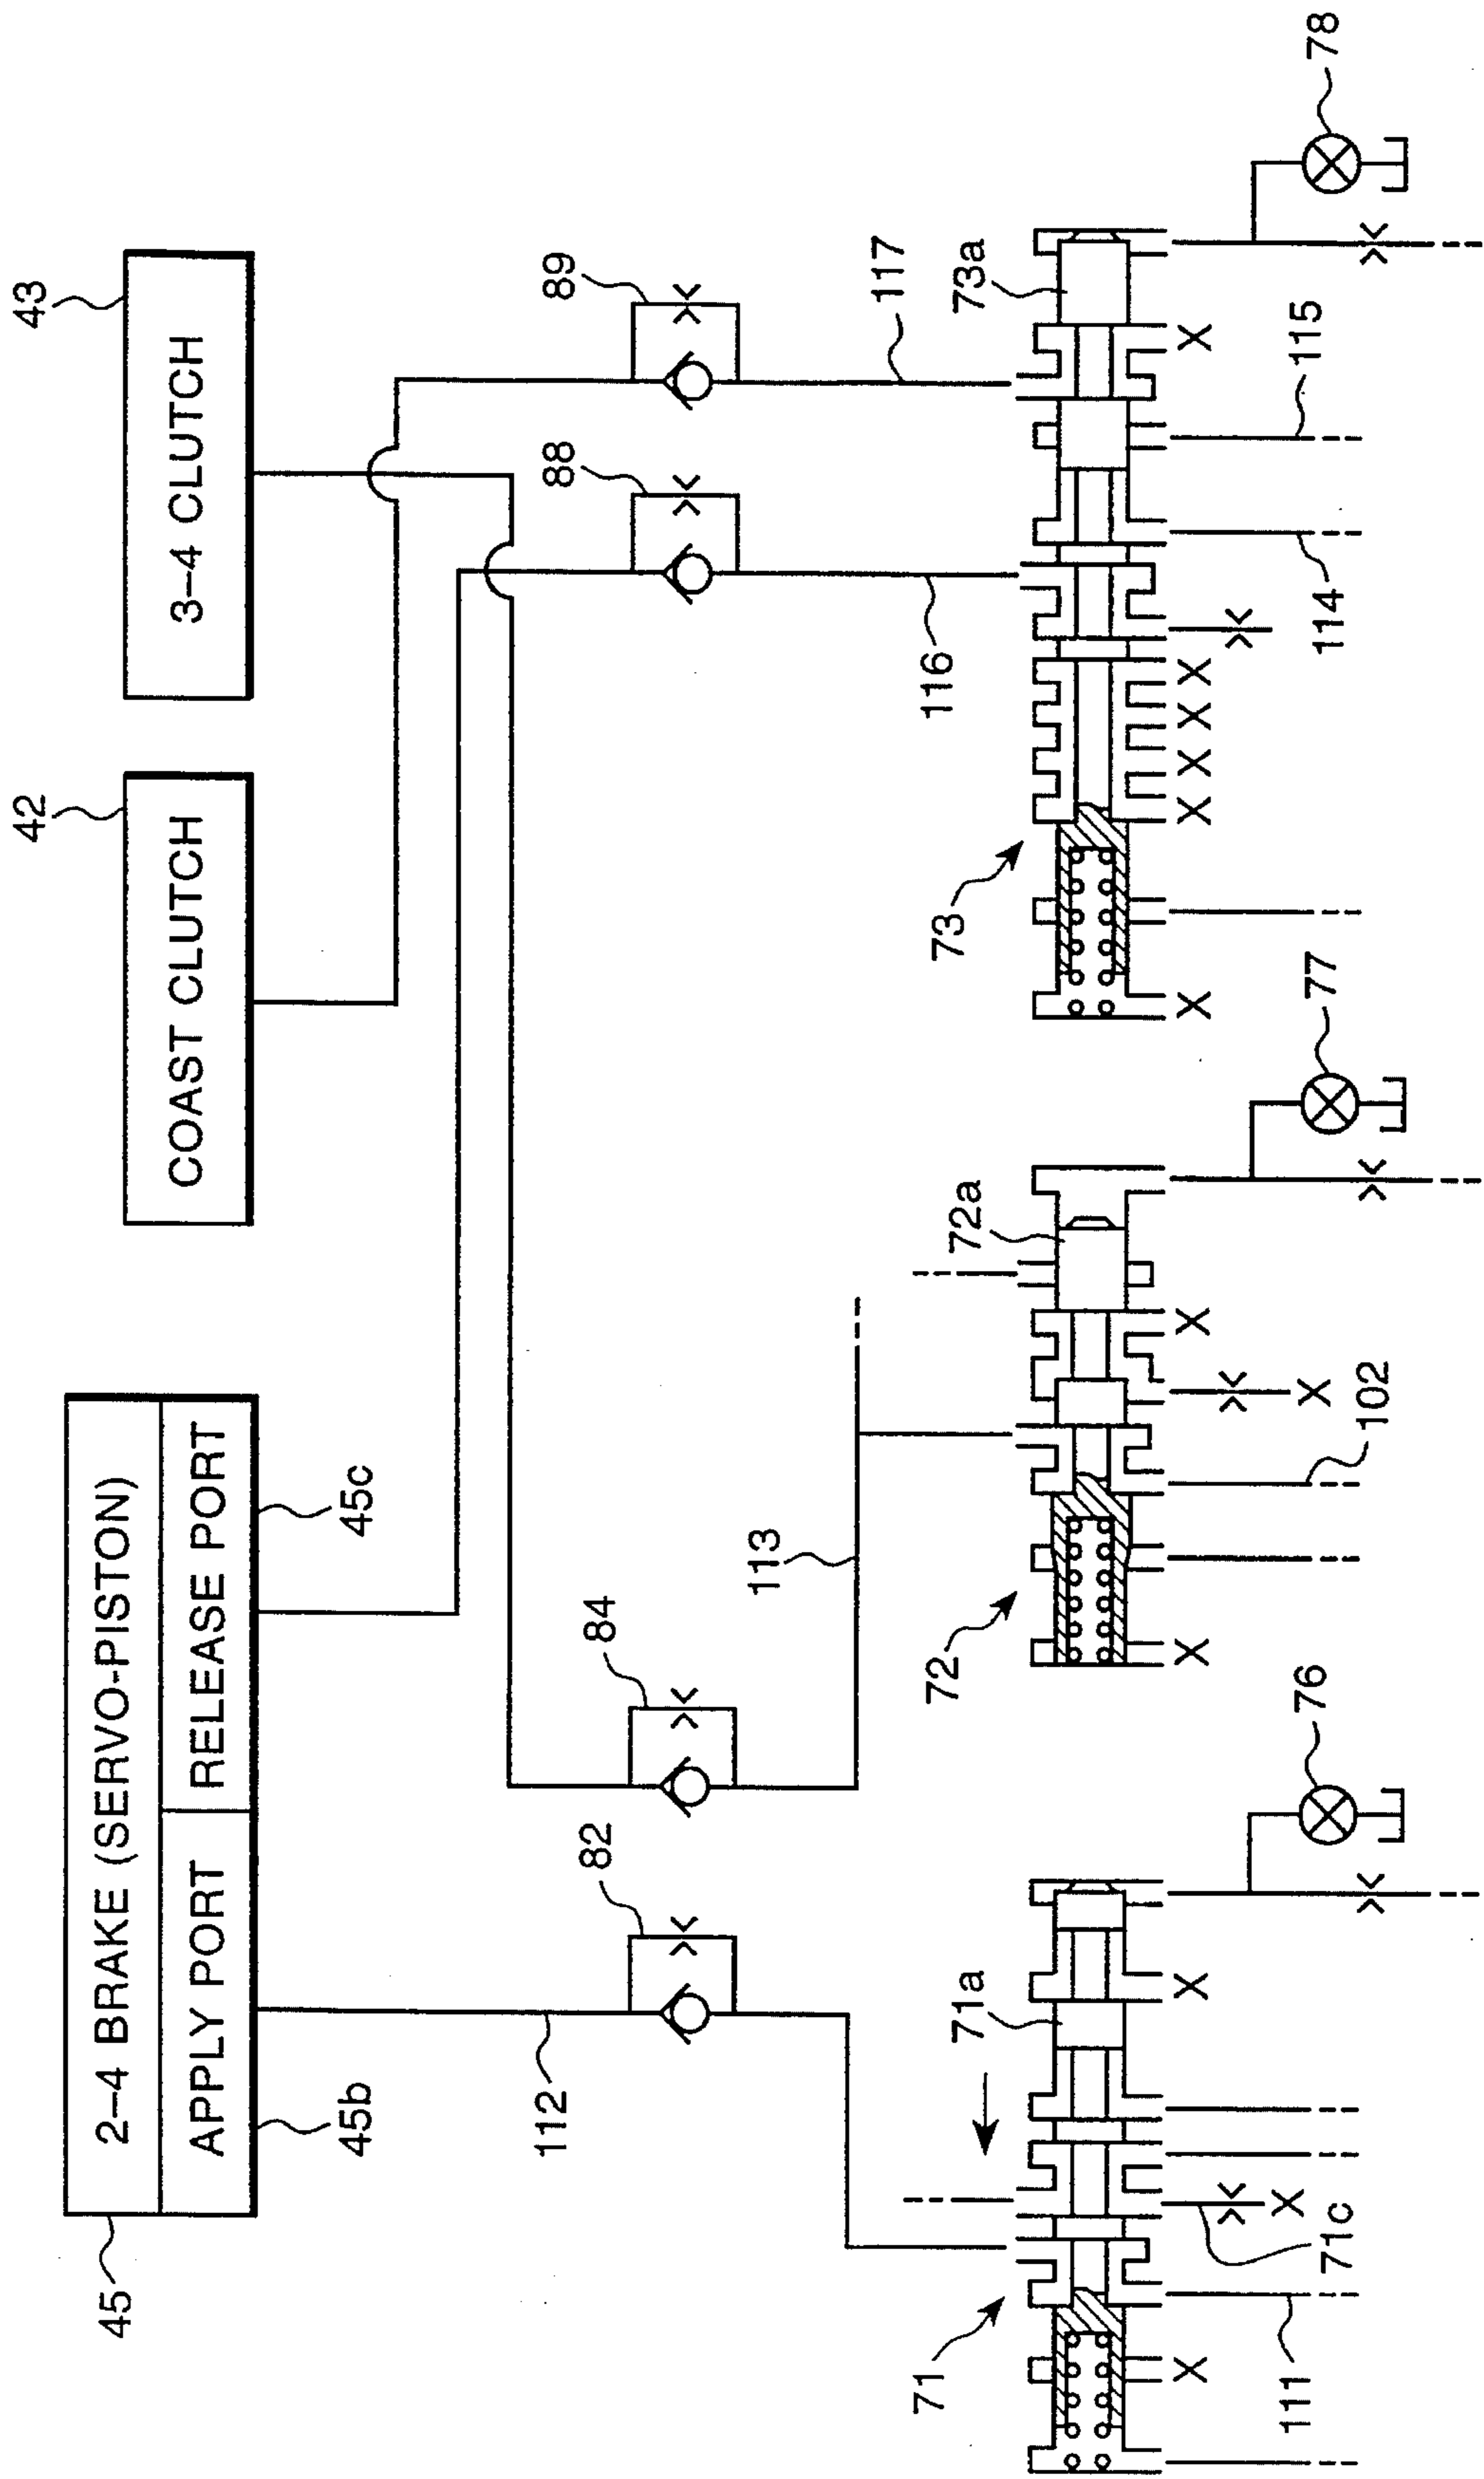 45
2–4 BRAKE (SERVO-PISTON)
APPLY PORT
RELEASE PORT
45b
45c
42
COAST CLUTCH
43
3–4 CLUTCH
112
82
84
113
88
89
116
117
71
71a
72
72a
73
73a
X
X
X
X
X
X
X
X
X
X
X
X
X
111
71c
76
102
77
114
115
78